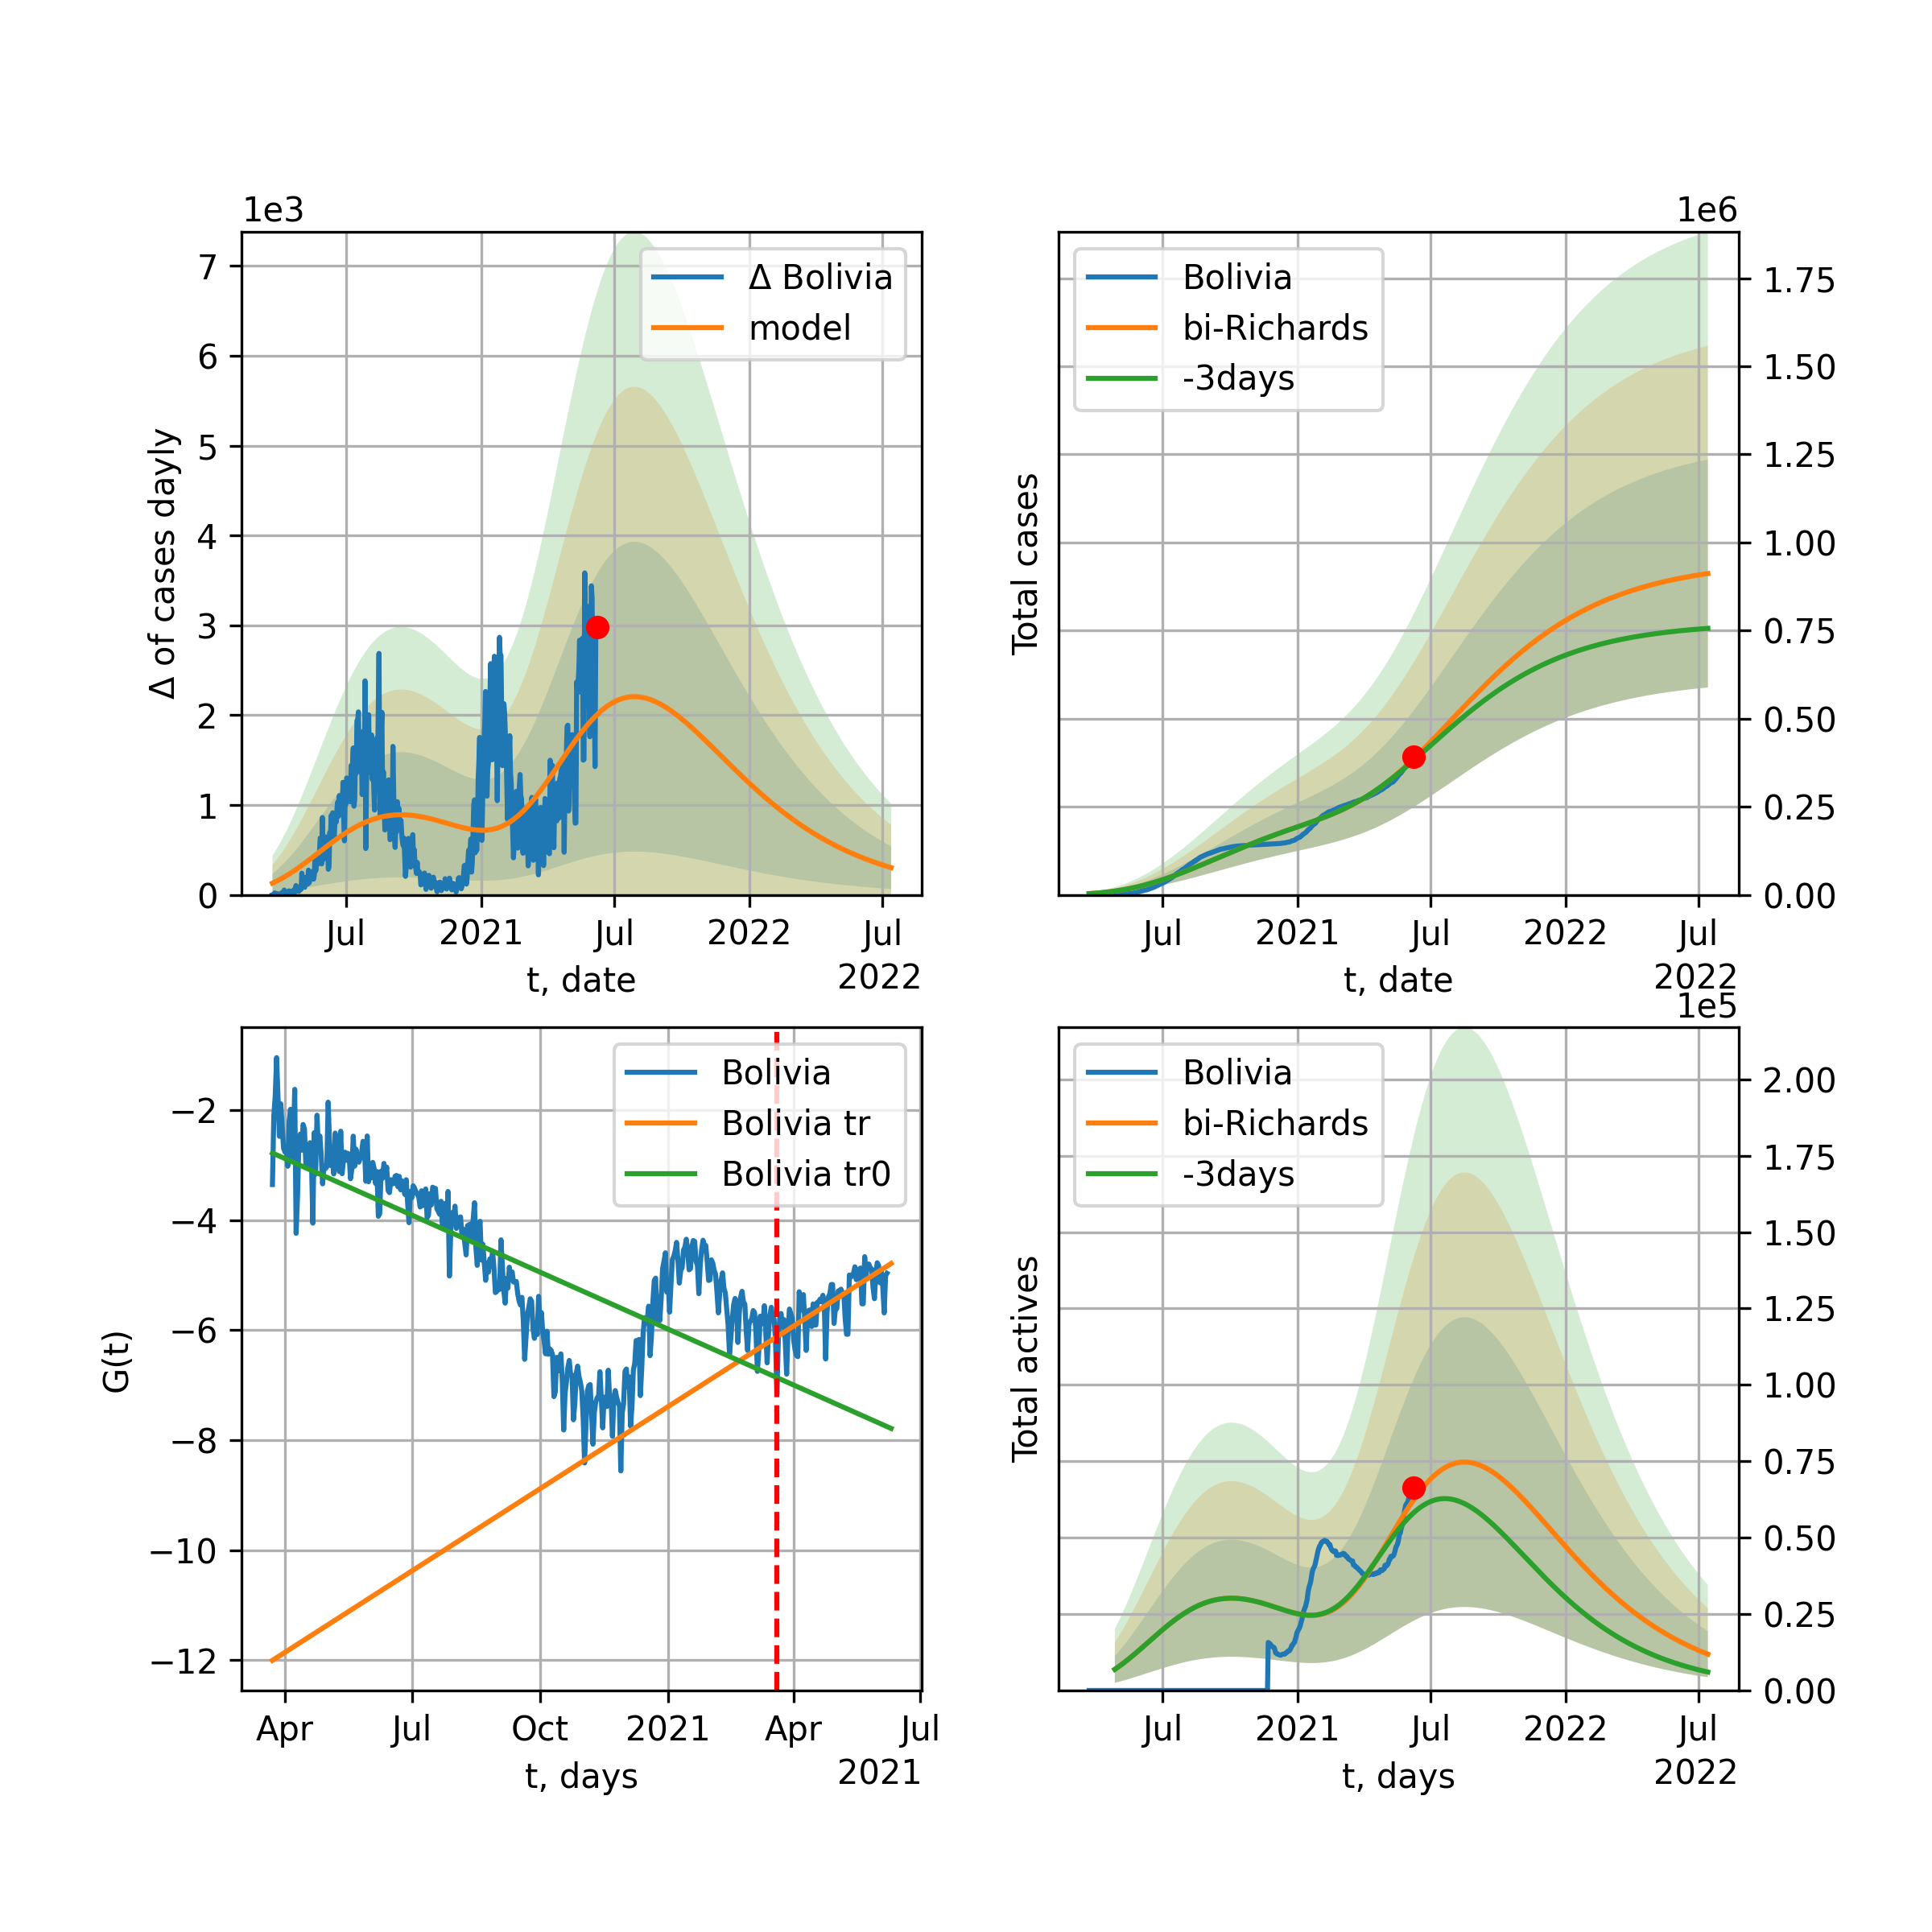 1e3
Δ of cases dayly
7
6
5
4
3
2
1
0
Δ Bolivia
model
Jul 2021 Jul 2022 Jul
2022
t, date
1e6
Total cases
Bolivia
bi-Richards
-3days
1.75
1.50
1.25
1.00
0.75
0.50
0.25
0.00
Jul 2021 Jul 2022 Jul
2022
t, date
G(t)
−2
−4
−6
−8
−10
−12
Bolivia
Bolivia tr
Bolivia tr0
Apr Jul Oct 2021 Apr Jul
2021
t, days
1e5
Total actives
Bolivia
bi-Richards
-3days
2.00
1.75
1.50
1.25
1.00
0.75
0.50
0.25
0.00
Jul 2021 Jul 2022 Jul
2022
t, days